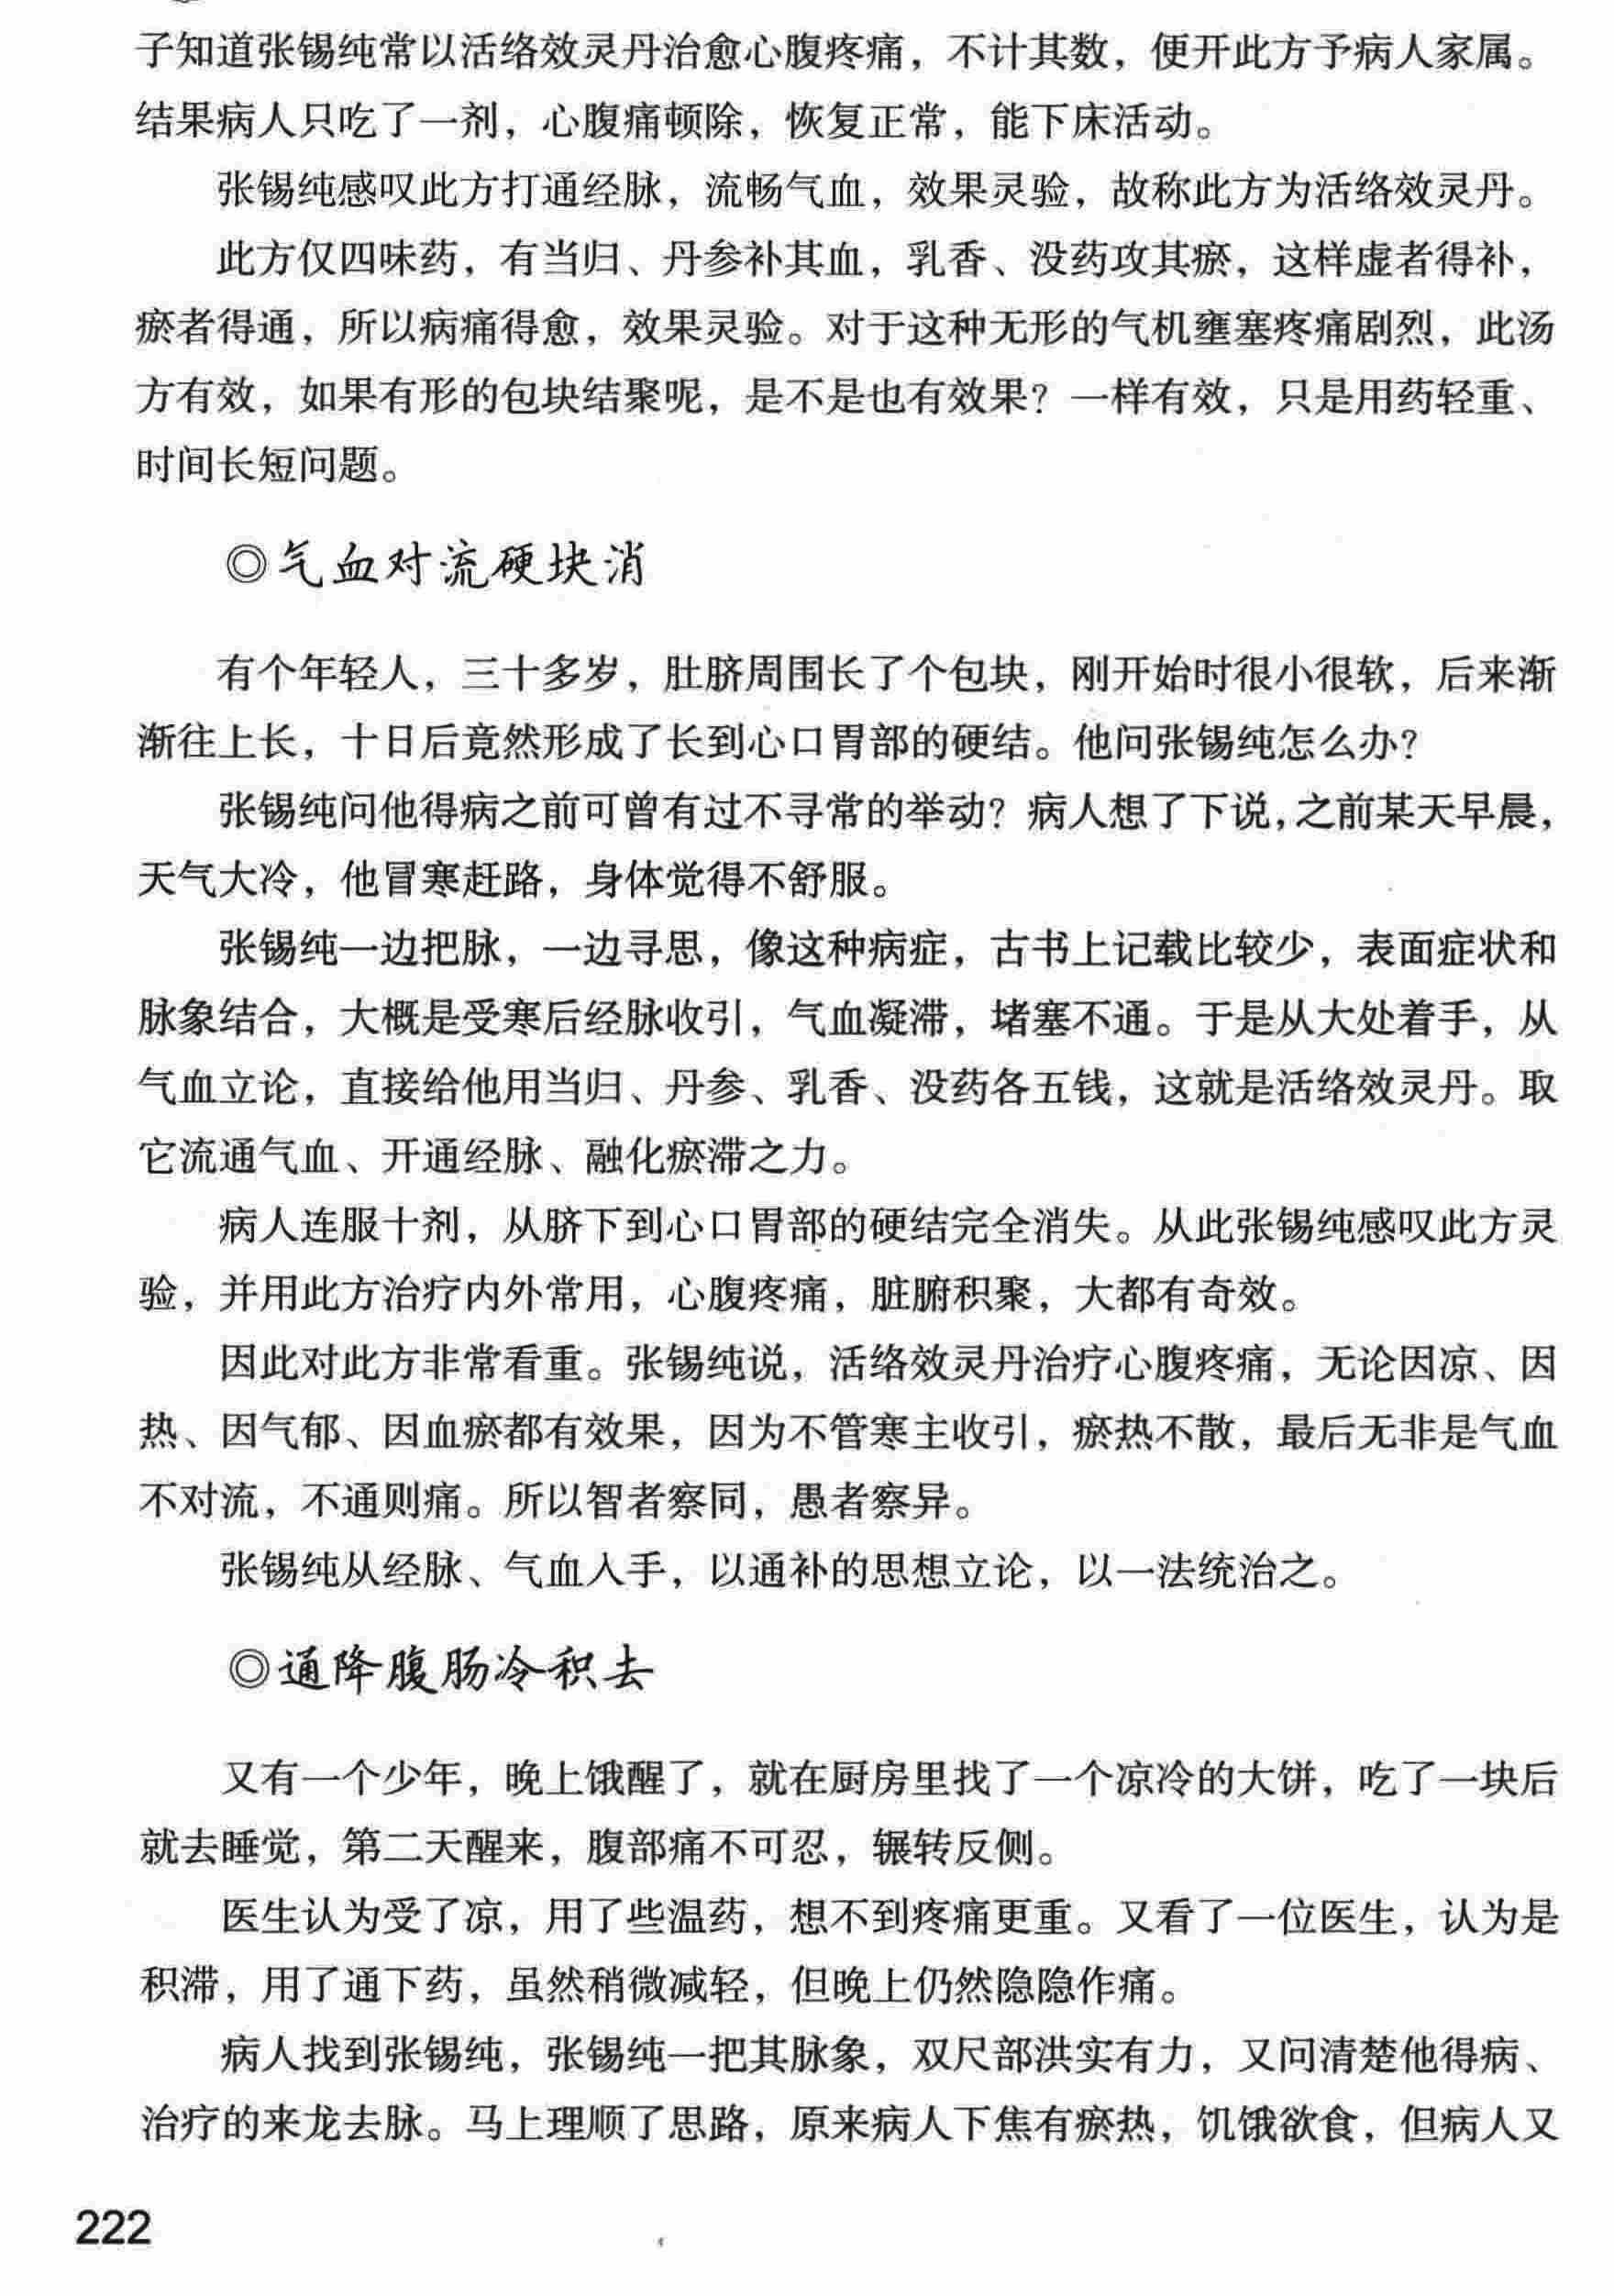 子知道张锡纯常以活络效灵丹治愈心腹疼痛，不计其数，便开此方予病人家属。
结果病人只吃了一剂，心腹痛顿除，恢复正常，能下床活动。
张锡纯感叹此方打通经脉，流畅气血，效果灵验，故称此方为活络效灵丹。
此方仅四味药，有当归、丹参补其血，乳香、没药攻其瘀，这样虚者得补，
瘀者得通，所以病痛得愈，效果灵验。对于这种无形的气机壅塞疼痛剧烈，此汤
方有效，如果有形的包块结聚呢，是不是也有效果？一样有效，只是用药轻重、
时间长短问题。
◎气血对流硬块消
有个年轻人，三十多岁，肚脐周围长了个包块，刚开始时很小很软，后来渐
渐往上长，十日后竟然形成了长到心口胃部的硬结。他问张锡纯怎么办？
张锡纯问他得病之前可曾有过不寻常的举动？病人想了下说，之前某天早晨，
天气大冷，他冒寒赶路，身体觉得不舒服。
张锡纯一边把脉，一边寻思，像这种病症，古书上记载比较少，表面症状和
脉象结合，大概是受寒后经脉收引，气血凝滞，堵塞不通。于是从大处着手，从
气血立论，直接给他用当归、丹参、乳香、没药各五钱，这就是活络效灵丹。取
它流通气血、开通经脉、融化瘀滞之力。
病人连服十剂，从脐下到心口胃部的硬结完全消失。从此张锡纯感叹此方灵
验，并用此方治疗内外常用，心腹疼痛，脏腑积聚，大都有奇效。
因此对此方非常看重。张锡纯说，活络效灵丹治疗心腹疼痛，无论因凉、因
热、因气郁、因血瘀都有效果，因为不管寒主收引，瘀热不散，最后无非是气血
不对流，不通则痛。所以智者察同，愚者察异。
张锡纯从经脉、气血入手，以通补的思想立论，以一法统治之。
◎通降腹肠冷积去
又有一个少年，晚上饿醒了，就在厨房里找了一个凉冷的大饼，吃了一块后
就去睡觉，第二天醒来，腹部痛不可忍，辗转反侧。
医生认为受了凉，用了些温药，想不到疼痛更重。又看了一位医生，认为是
积滞，用了通下药，虽然稍微减轻，但晚上仍然隐隐作痛。
病人找到张锡纯，张锡纯一把其脉象，双尺部洪实有力，又问清楚他得病、
治疗的来龙去脉。马上理顺了思路，原来病人下焦有瘀热，饥饿欲食，但病人又
222